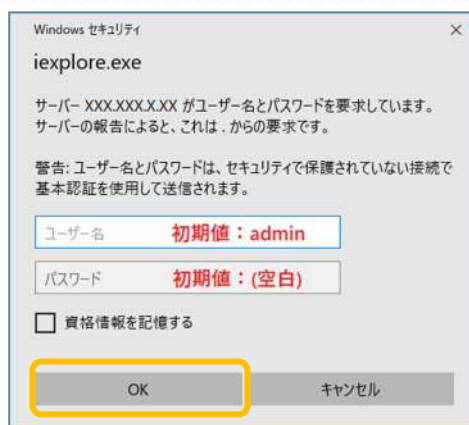 Windows セキュリティ
iexplore.exe
サーバー XXX.XXX.X.XX がユーザー名とパスワードを要求しています。
サーバーの報告によると、これは . からの要求です。
警告: ユーザー名とパスワードは、セキュリティで保護されていない接続で
基本認証を使用して送信されます。
ユーザー名 初期値：admin
パスワード 初期値：(空白)
資格情報を記憶する
OK キャンセル